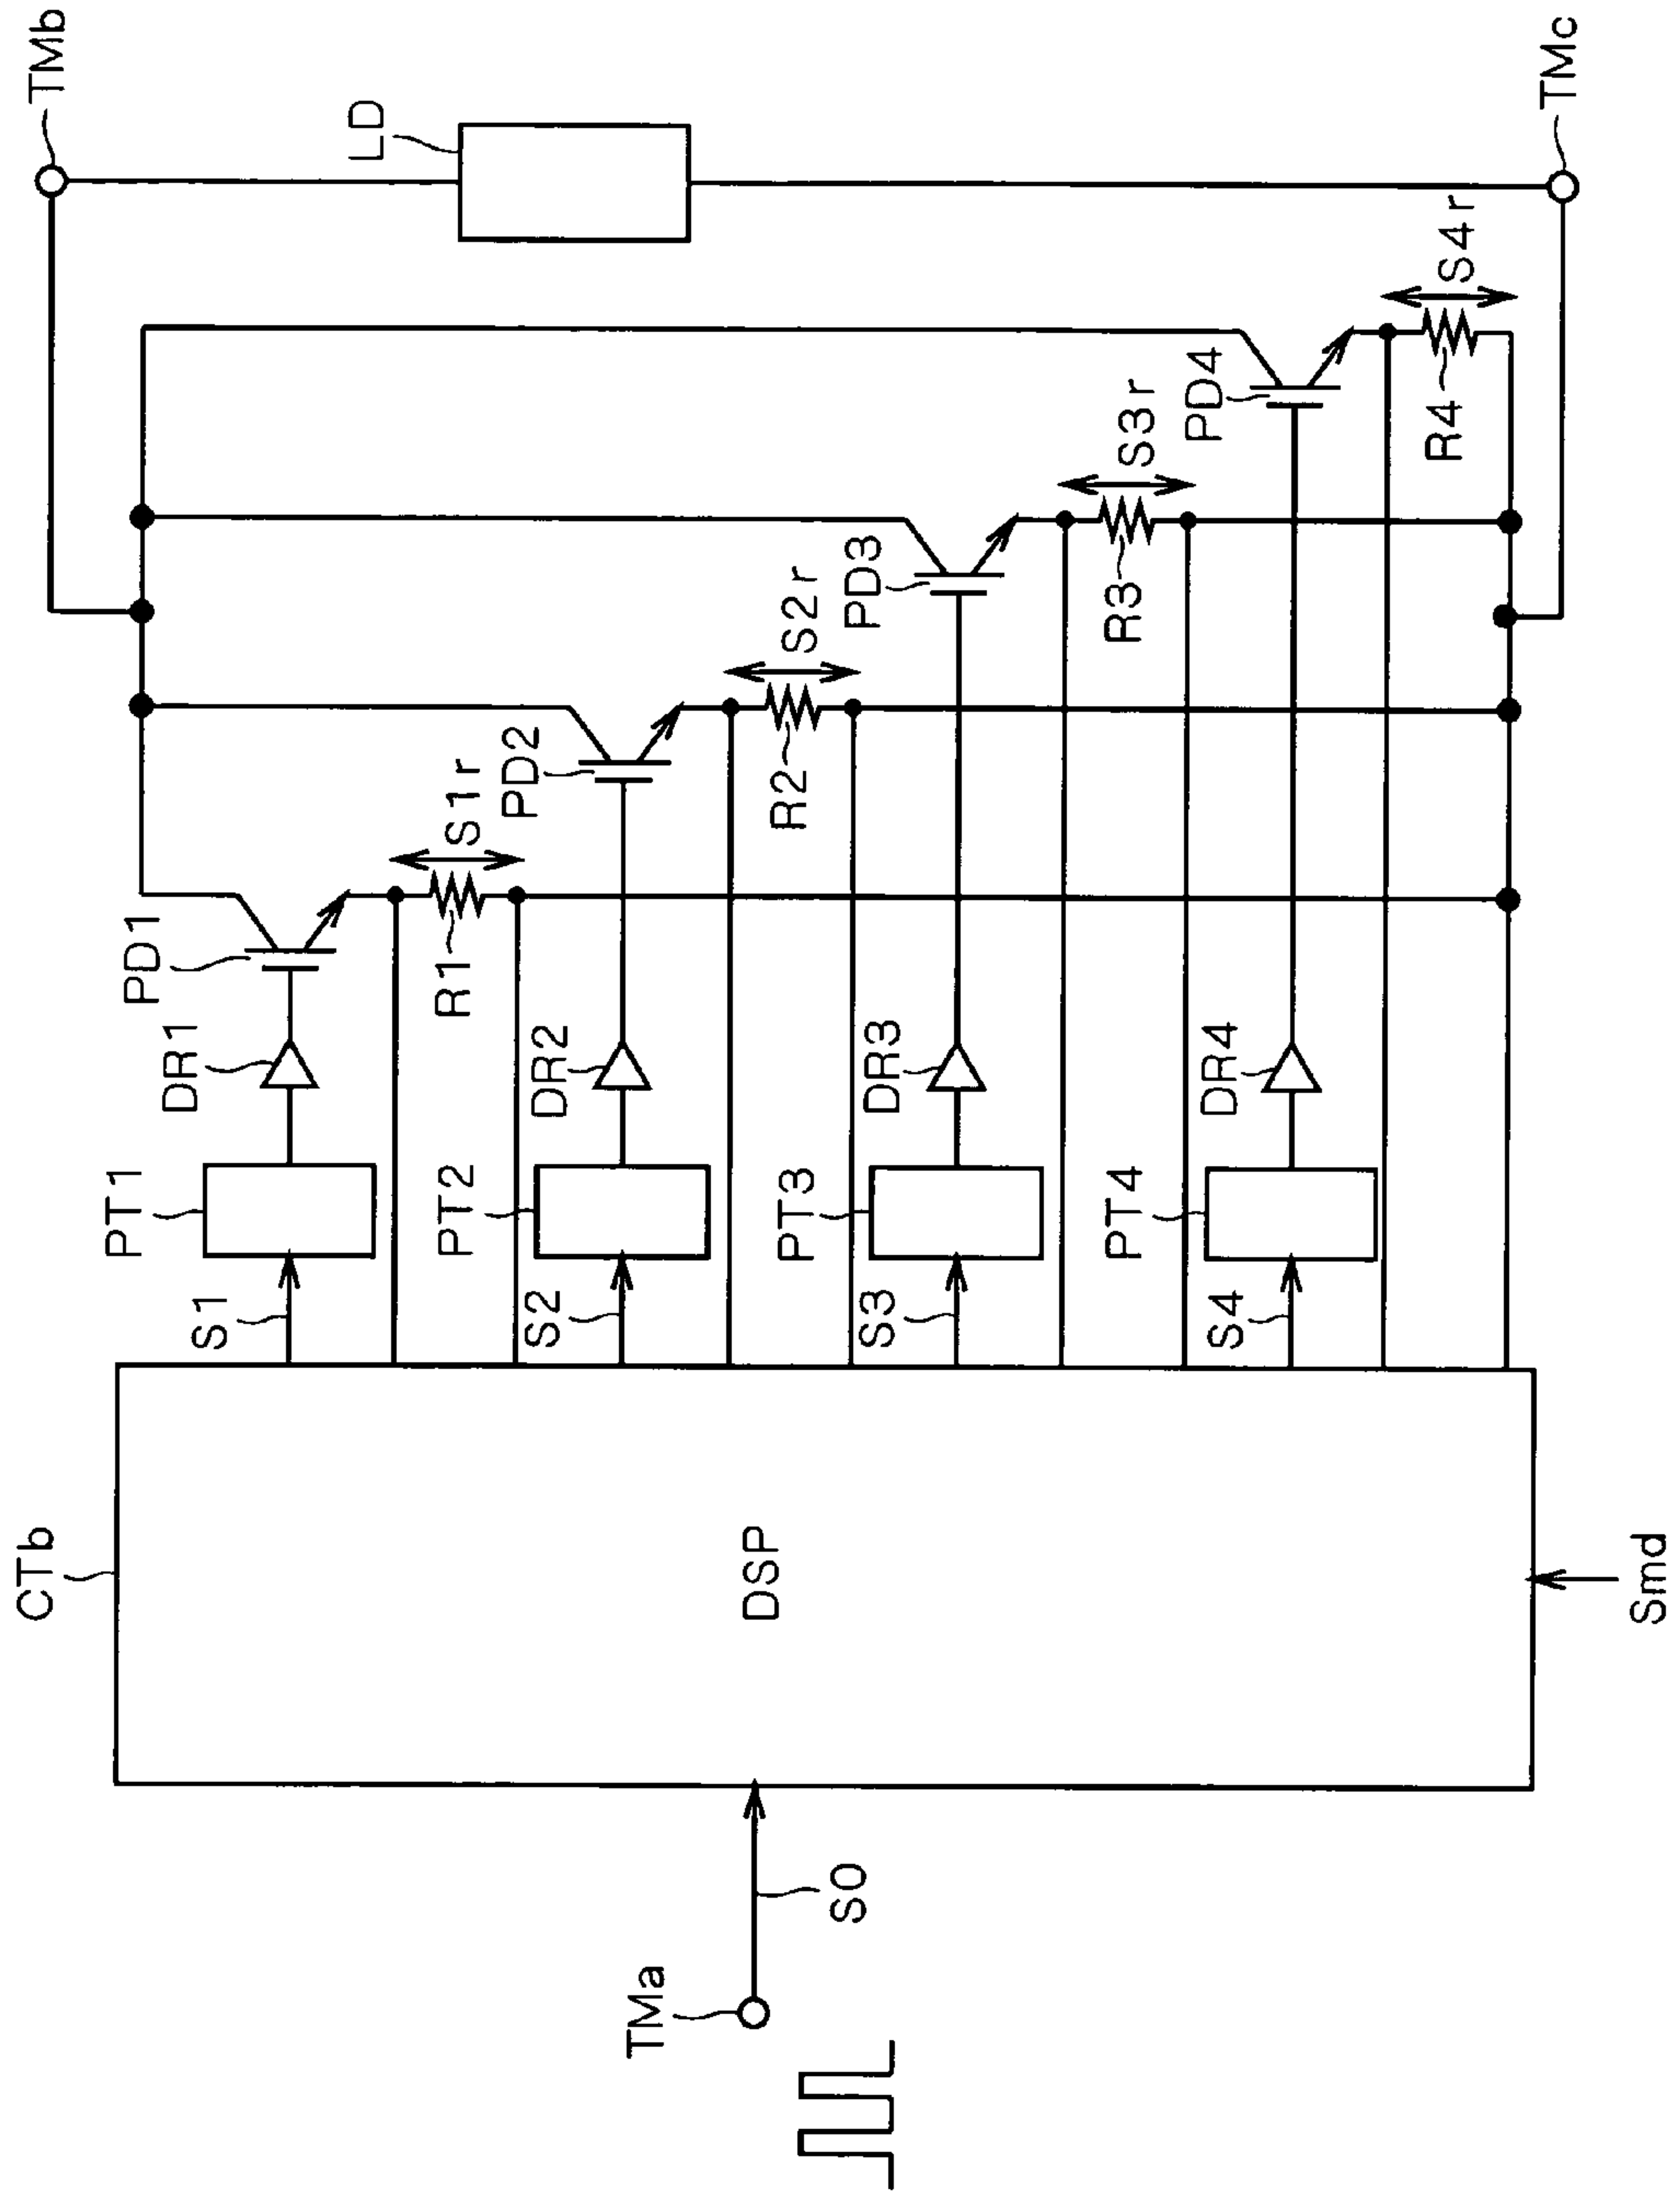 TMb
LD
TMc
S4r
PD4
R4
S3r
PD3
R3
S2r
PD2
R2
S1r
PD1
R1
DR1
DR2
DR3
DR4
PT1
PT2
PT3
PT4
S1
S2
S3
S4
CTb
DSP
Smd
S0
TMa